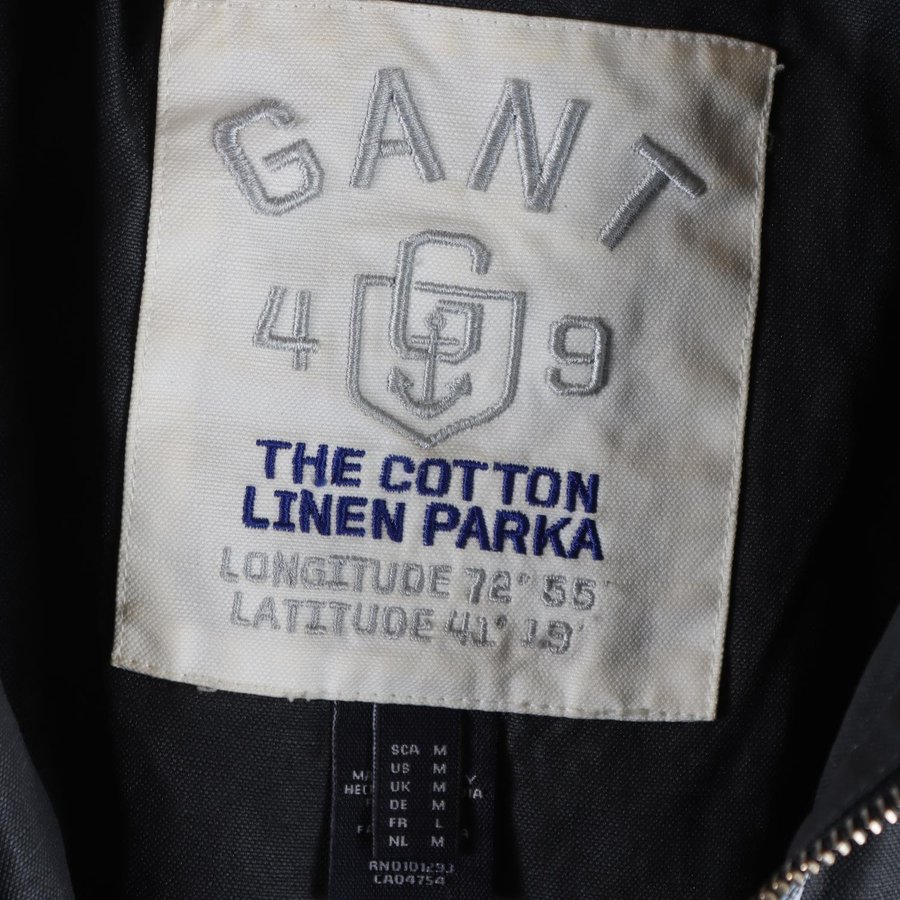 GANT
4 G 9
THE COTTON
LINEN PARKA
LONGITUDE 72° 55'
LATITUDE 41° 19'
SCA M
US M
UK M
DE M
FR L
NL M
RN0101293
CA04754